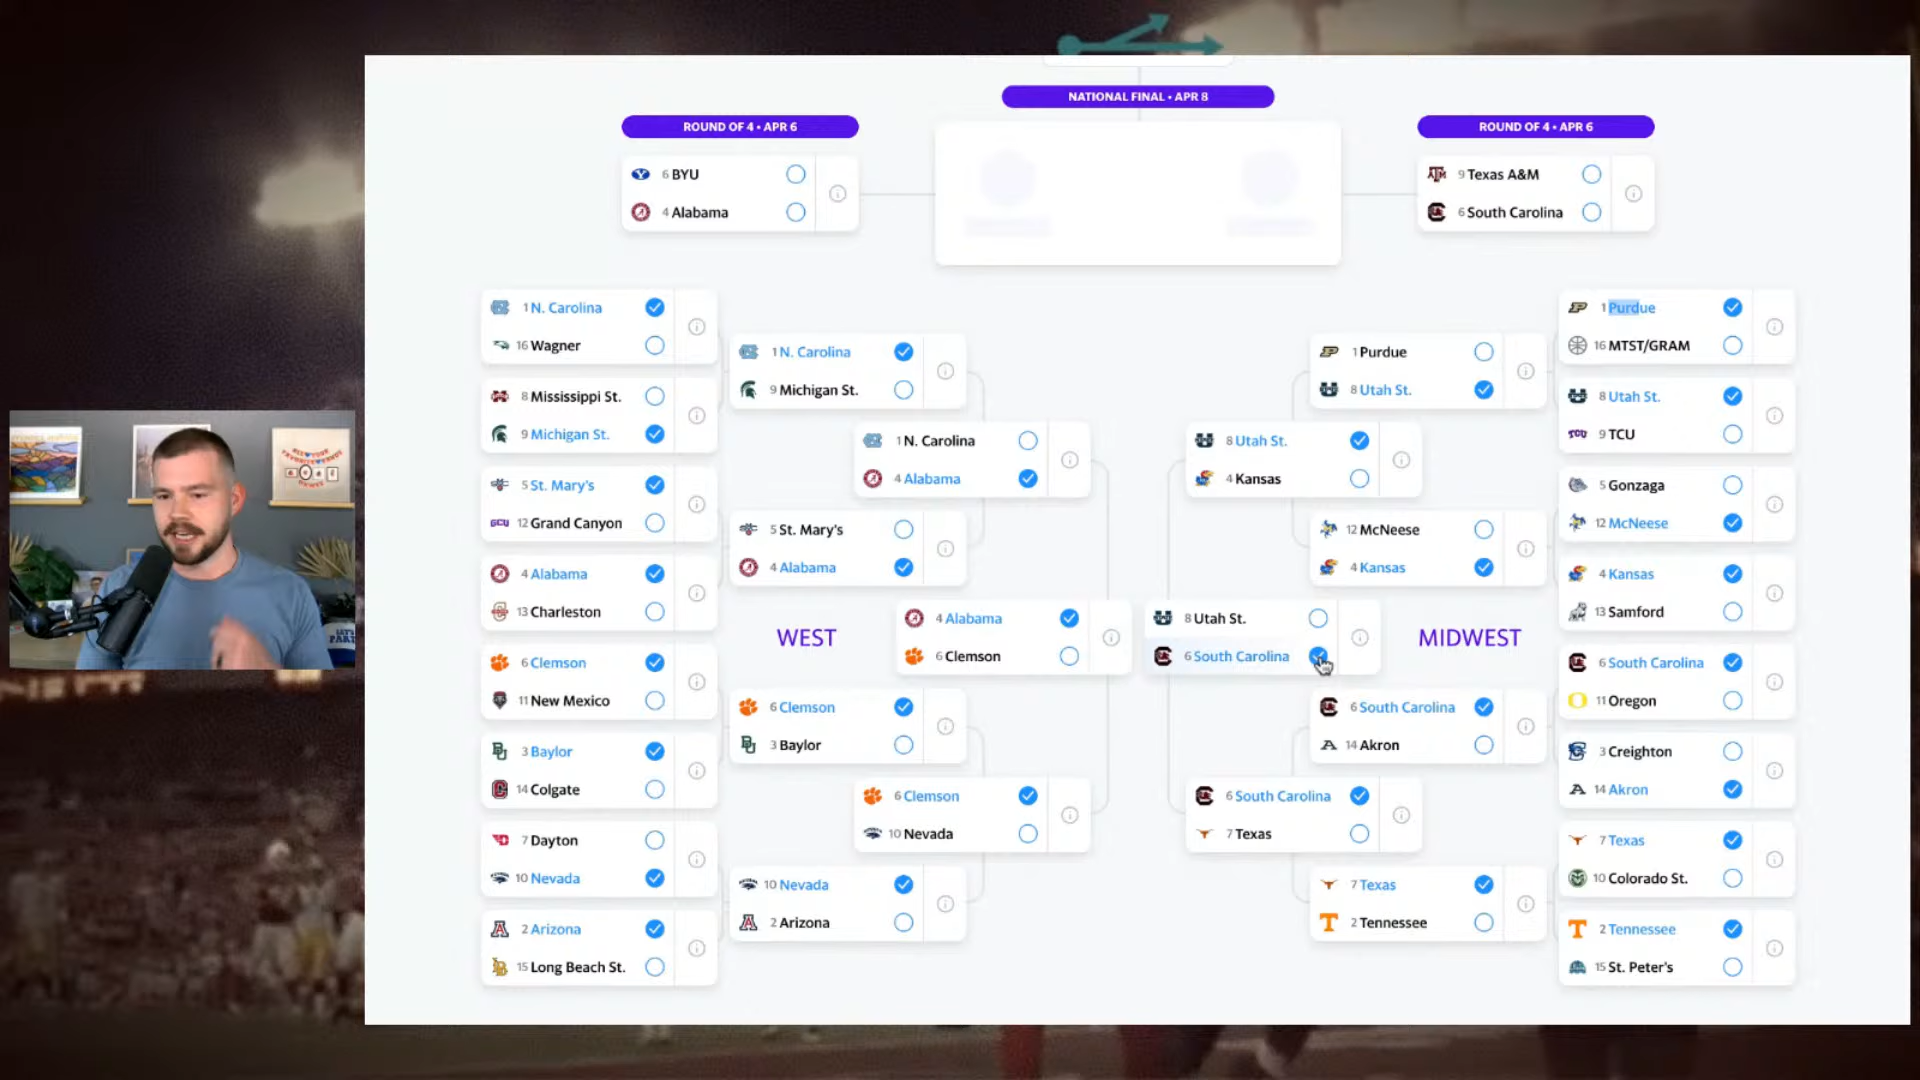 NATIONAL FINAL • APR 8
ROUND OF 4 • APR 6
ROUND OF 4 • APR 6
6 BYU
4 Alabama
9 Texas A&M
6 South Carolina
1 N. Carolina
16 Wagner
8 Mississippi St.
9 Michigan St.
5 St. Mary's
12 Grand Canyon
4 Alabama
13 Charleston
6 Clemson
11 New Mexico
3 Baylor
14 Colgate
7 Dayton
10 Nevada
2 Arizona
15 Long Beach St.
1 N. Carolina
9 Michigan St.
5 St. Mary's
4 Alabama
6 Clemson
3 Baylor
10 Nevada
2 Arizona
1 N. Carolina
4 Alabama
6 Clemson
10 Nevada
WEST
4 Alabama
6 Clemson
8 Utah St.
6 South Carolina
MIDWEST
8 Utah St.
4 Kansas
6 South Carolina
7 Texas
1 Purdue
8 Utah St.
12 McNeese
4 Kansas
6 South Carolina
14 Akron
7 Texas
2 Tennessee
1 Purdue
16 MTST/GRAM
8 Utah St.
9 TCU
5 Gonzaga
12 McNeese
4 Kansas
13 Samford
6 South Carolina
11 Oregon
3 Creighton
14 Akron
7 Texas
10 Colorado St.
2 Tennessee
15 St. Peter's